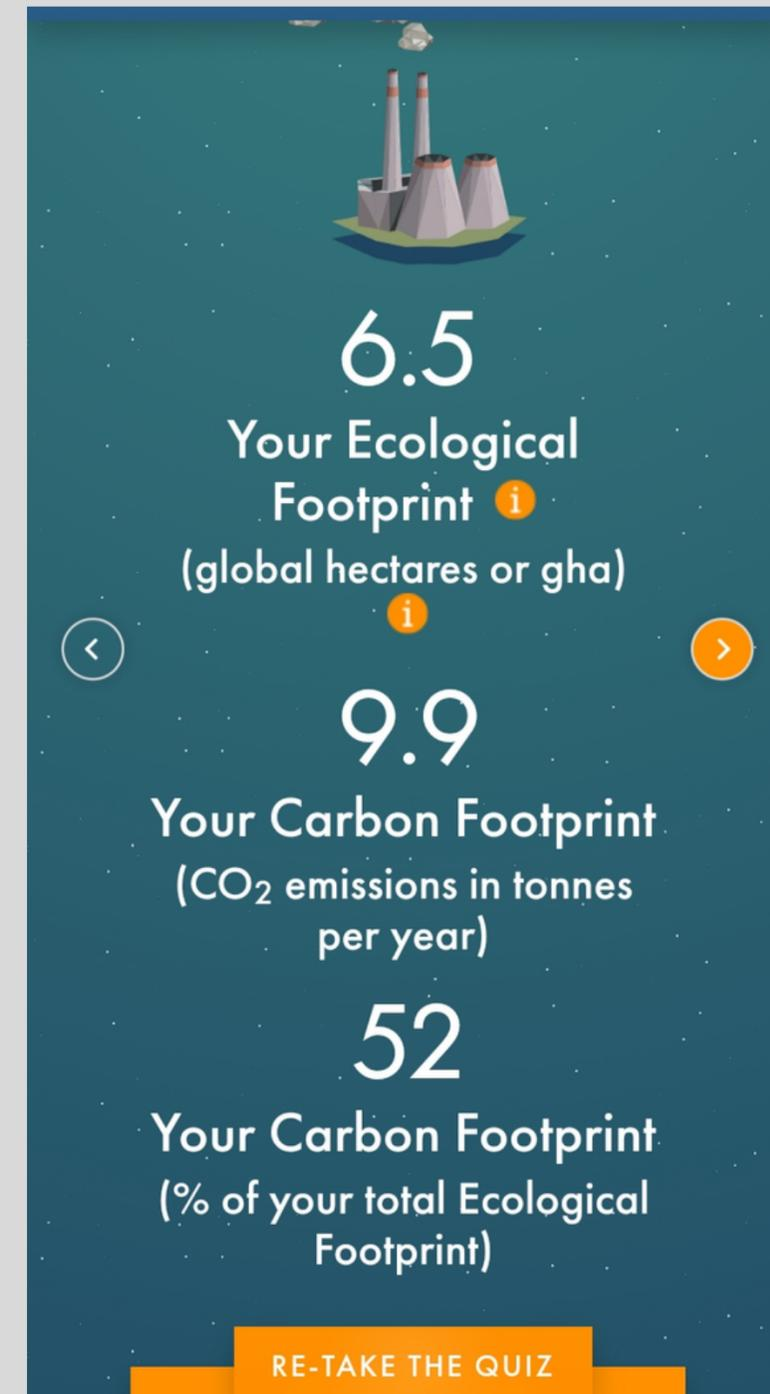 6.5
Your Ecological
Footprint i
(global hectares or gha)
i
9.9
Your Carbon Footprint
(CO₂ emissions in tonnes
per year)
52
Your Carbon Footprint
(% of your total Ecological
Footprint)
RE-TAKE THE QUIZ